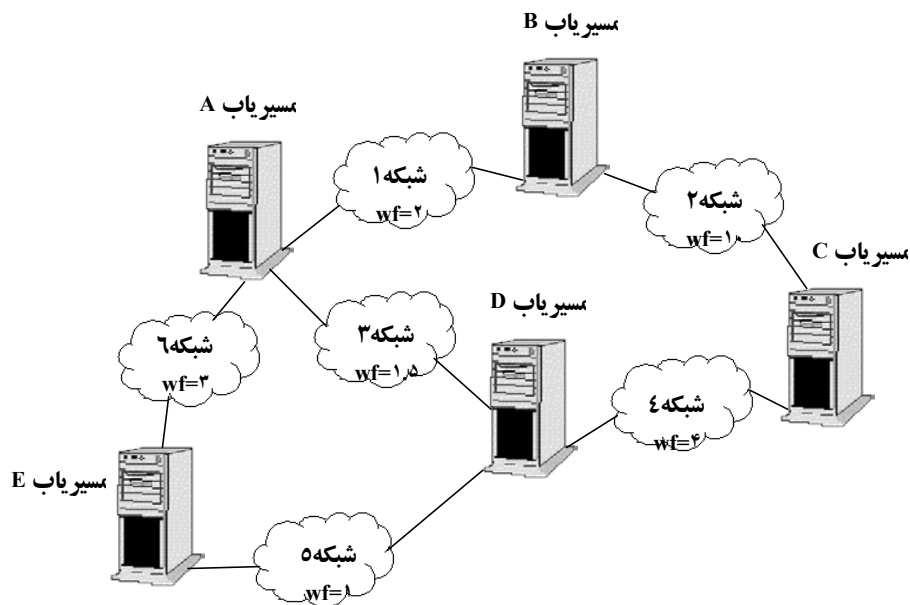 مسیریاب B
مسیریاب A
شبکه۱
wf=۲
شبکه۲
wf=۱۰
مسیریاب C
مسیریاب D
شبکه۳
wf=۱٫۵
شبکه۶
wf=۳
شبکه۴
wf=۴
مسیریاب E
شبکه۵
wf=۱